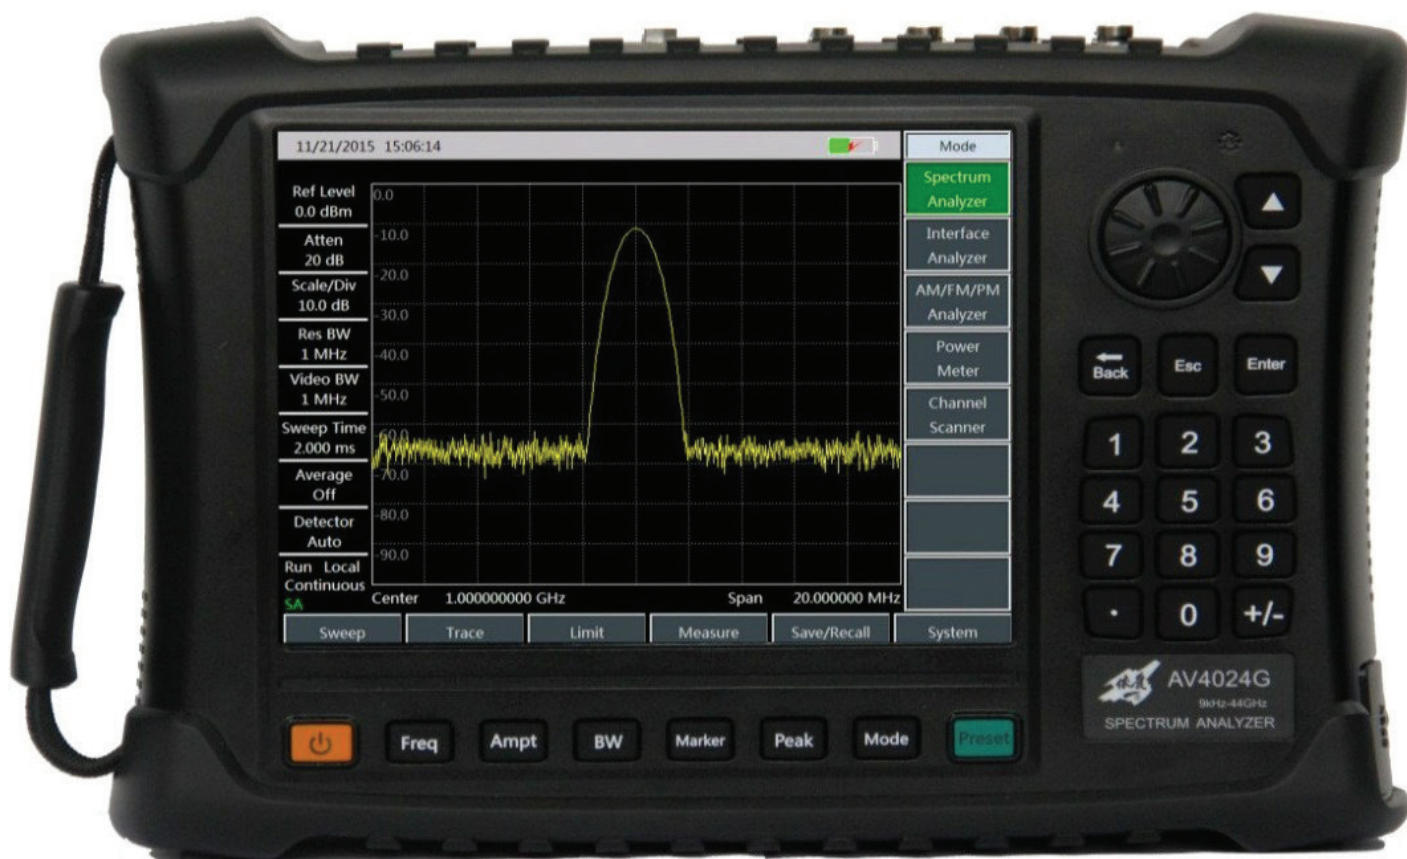 11/21/2015 15:06:14
Mode
Ref Level
0.0 dBm
Atten
20 dB
Scale/Div
10.0 dB
Res BW
1 MHz
Video BW
1 MHz
Sweep Time
2.000 ms
Average
Off
Detector
Auto
Run Local
Continuous
SA
0.0
-10.0
-20.0
-30.0
-40.0
-50.0
-60.0
-70.0
-80.0
-90.0
Center 1.000000000 GHz Span 20.000000 MHz
Spectrum
Analyzer
Interface
Analyzer
AM/FM/PM
Analyzer
Power
Meter
Channel
Scanner
Sweep Trace Limit Measure Save/Recall System
Back Esc Enter
1 2 3
4 5 6
7 8 9
. 0 +/-
AV4024G
9kHz-44GHz
SPECTRUM ANALYZER
Freq Ampt BW Marker Peak Mode Preset